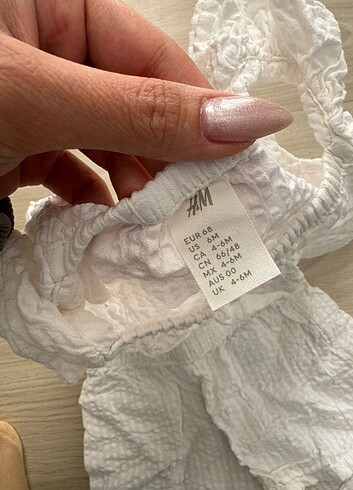 H&M
EUR 68
US 6M
CA 4-6M
CN 66/48
MX 4-6M
AUS 00
UK 4-6M